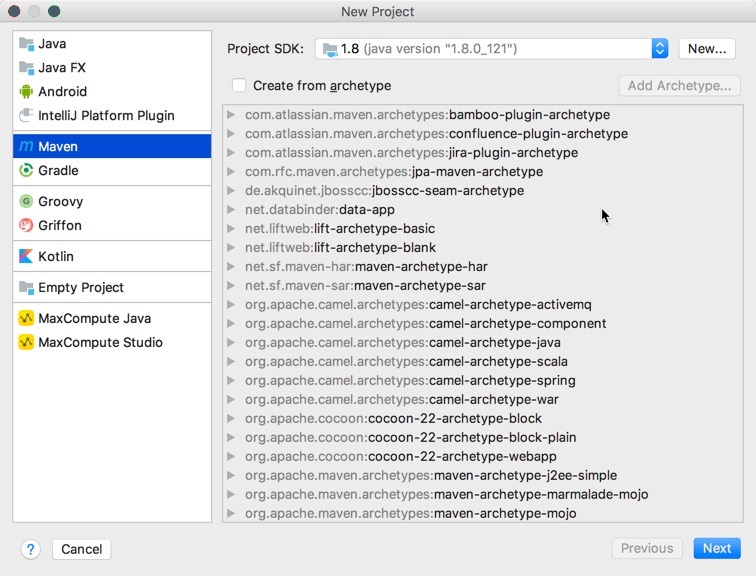 New Project
Java
Java FX
Android
IntelliJ Platform Plugin
Maven
Gradle
Groovy
Griffon
Kotlin
Empty Project
MaxCompute Java
MaxCompute Studio
Project SDK: 1.8 (java version "1.8.0_121") New...
Create from archetype Add Archetype...
com.atlassian.maven.archetypes:bamboo-plugin-archetype
com.atlassian.maven.archetypes:confluence-plugin-archetype
com.atlassian.maven.archetypes:jira-plugin-archetype
com.rfc.maven.archetypes:jpa-maven-archetype
de.akquinet.jbosscc:jbosscc-seam-archetype
net.databinder:data-app
net.liftweb:lift-archetype-basic
net.liftweb:lift-archetype-blank
net.sf.maven-har:maven-archetype-har
net.sf.maven-sar:maven-archetype-sar
org.apache.camel.archetypes:camel-archetype-activemq
org.apache.camel.archetypes:camel-archetype-component
org.apache.camel.archetypes:camel-archetype-java
org.apache.camel.archetypes:camel-archetype-scala
org.apache.camel.archetypes:camel-archetype-spring
org.apache.camel.archetypes:camel-archetype-war
org.apache.cocoon:cocoon-22-archetype-block
org.apache.cocoon:cocoon-22-archetype-block-plain
org.apache.cocoon:cocoon-22-archetype-webapp
org.apache.maven.archetypes:maven-archetype-j2ee-simple
org.apache.maven.archetypes:maven-archetype-marmalade-mojo
org.apache.maven.archetypes:maven-archetype-mojo
? Cancel Previous Next